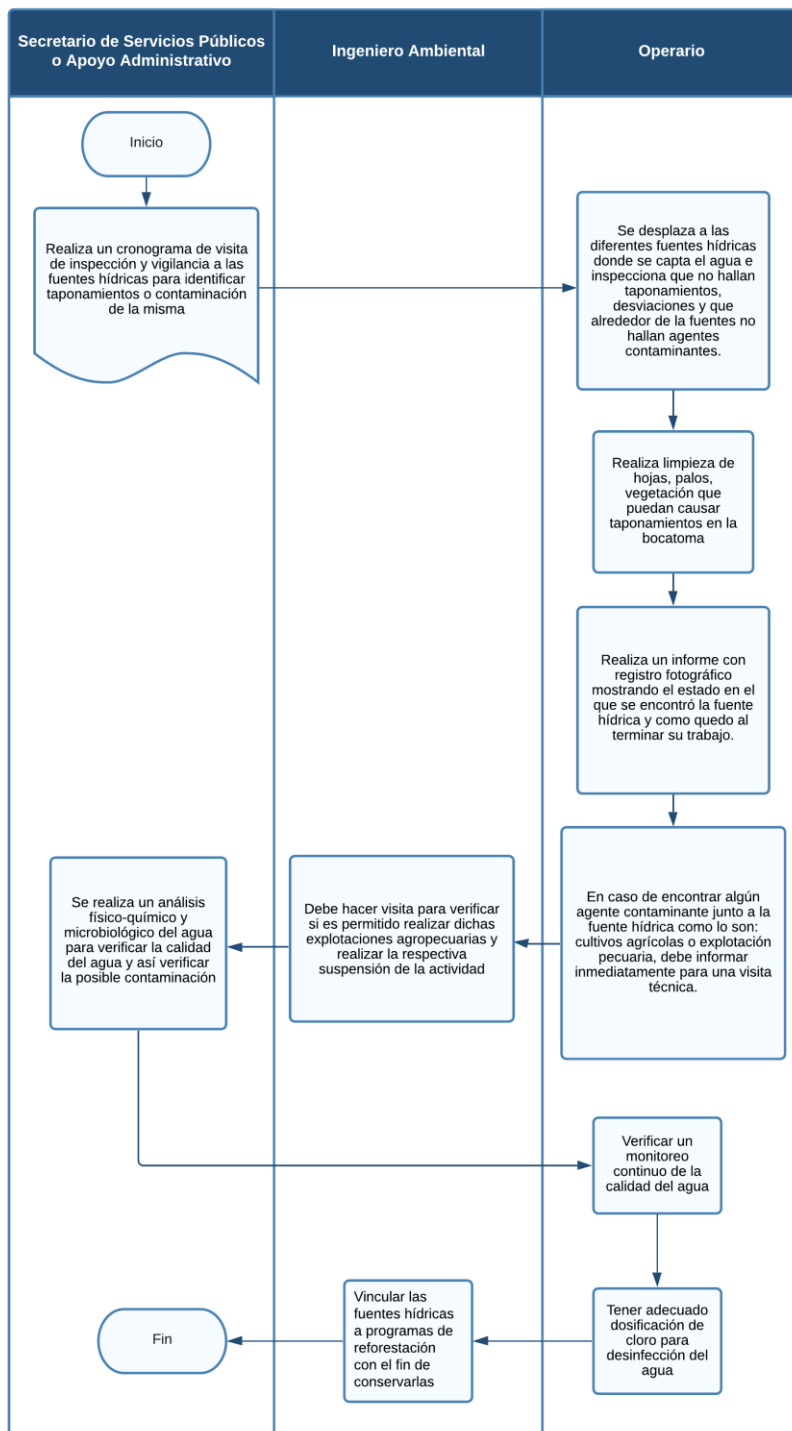 Secretario de Servicios Públicos
o Apoyo Administrativo
Ingeniero Ambiental
Operario
Inicio
Realiza un cronograma de visita
de inspección y vigilancia a las
fuentes hídricas para identificar
taponamientos o contaminación
de la misma
Se desplaza a las
diferentes fuentes hídricas
donde se capta el agua e
inspecciona que no hallan
taponamientos,
desviaciones y que
alrededor de la fuentes no
hallan agentes
contaminantes.
Realiza limpieza de
hojas, palos,
vegetación que
puedan causar
taponamientos en la
bocatoma
Realiza un informe con
registro fotográfico
mostrando el estado en el
que se encontró la fuente
hídrica y como quedo al
terminar su trabajo.
En caso de encontrar algún
agente contaminante junto a la
fuente hídrica como lo son:
cultivos agrícolas o explotación
pecuaria, debe informar
inmediatamente para una visita
técnica.
Debe hacer visita para verificar
si es permitido realizar dichas
explotaciones agropecuarias y
realizar la respectiva
suspensión de la actividad
Se realiza un análisis
físico-químico y
microbiológico del agua
para verificar la calidad
del agua y así verificar
la posible contaminación
Verificar un
monitoreo
continuo de la
calidad del agua
Tener adecuado
dosificación de
cloro para
desinfección del
agua
Vincular las
fuentes hídricas
a programas de
reforestación
con el fin de
conservarlas
Fin